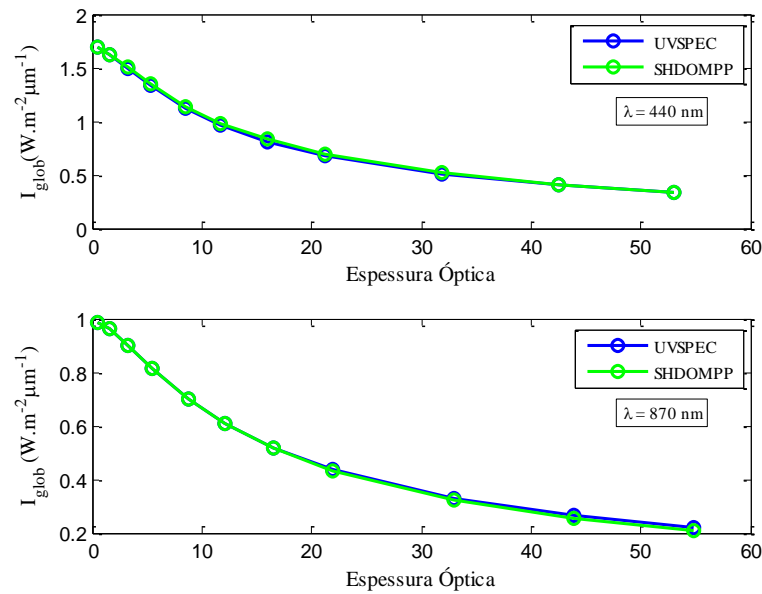 2
1.5
1
0.5
0
I_glob(W.m⁻²μm⁻¹)
UVSPEC
SHDOMPP
λ = 440 nm
0 10 20 30 40 50 60
Espessura Óptica
1
0.8
0.6
0.4
0.2
I_glob (W.m⁻²μm⁻¹)
UVSPEC
SHDOMPP
λ = 870 nm
0 10 20 30 40 50 60
Espessura Óptica